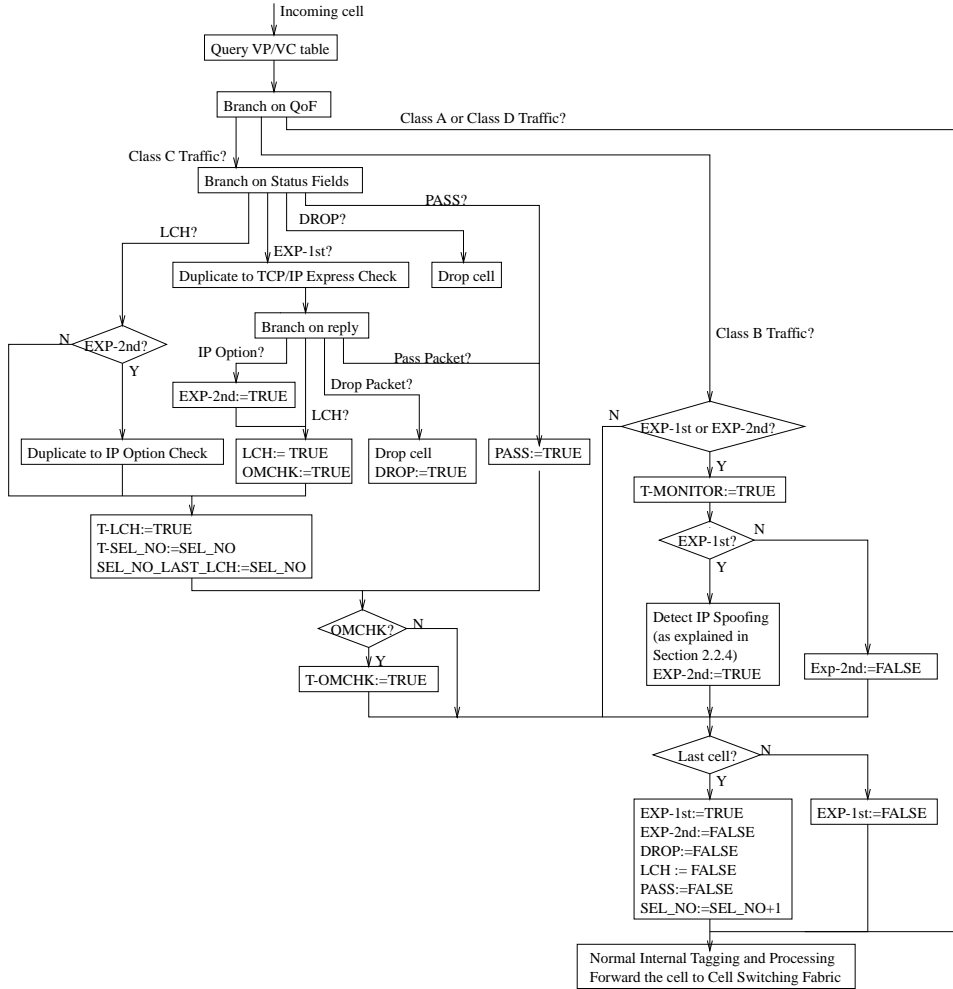 Incoming cell
Query VP/VC table
Branch on QoF
Class A or Class D Traffic?
Class C Traffic?
Branch on Status Fields
PASS?
DROP?
LCH?
EXP-1st?
Duplicate to TCP/IP Express Check
Drop cell
Branch on reply
Class B Traffic?
N
EXP-2nd?
IP Option?
Pass Packet?
Y
EXP-2nd:=TRUE
Drop Packet?
LCH?
N
EXP-1st or EXP-2nd?
Duplicate to IP Option Check
LCH:= TRUE
OMCHK:=TRUE
Drop cell
DROP:=TRUE
PASS:=TRUE
Y
T-MONITOR:=TRUE
T-LCH:=TRUE
T-SEL_NO:=SEL_NO
SEL_NO_LAST_LCH:=SEL_NO
EXP-1st?
N
Y
Detect IP Spoofing
(as explained in
Section 2.2.4)
EXP-2nd:=TRUE
Exp-2nd:=FALSE
OMCHK?
N
Y
T-OMCHK:=TRUE
Last cell?
N
Y
EXP-1st:=TRUE
EXP-2nd:=FALSE
DROP:=FALSE
LCH := FALSE
PASS:=FALSE
SEL_NO:=SEL_NO+1
EXP-1st:=FALSE
Normal Internal Tagging and Processing
Forward the cell to Cell Switching Fabric